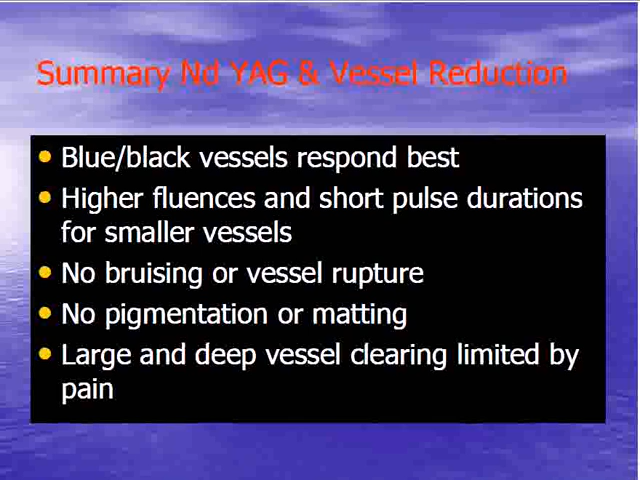 Summary Nd YAG & Vessel Reduction
• Blue/black vessels respond best
• Higher fluences and short pulse durations
for smaller vessels
• No bruising or vessel rupture
• No pigmentation or matting
• Large and deep vessel clearing limited by
pain